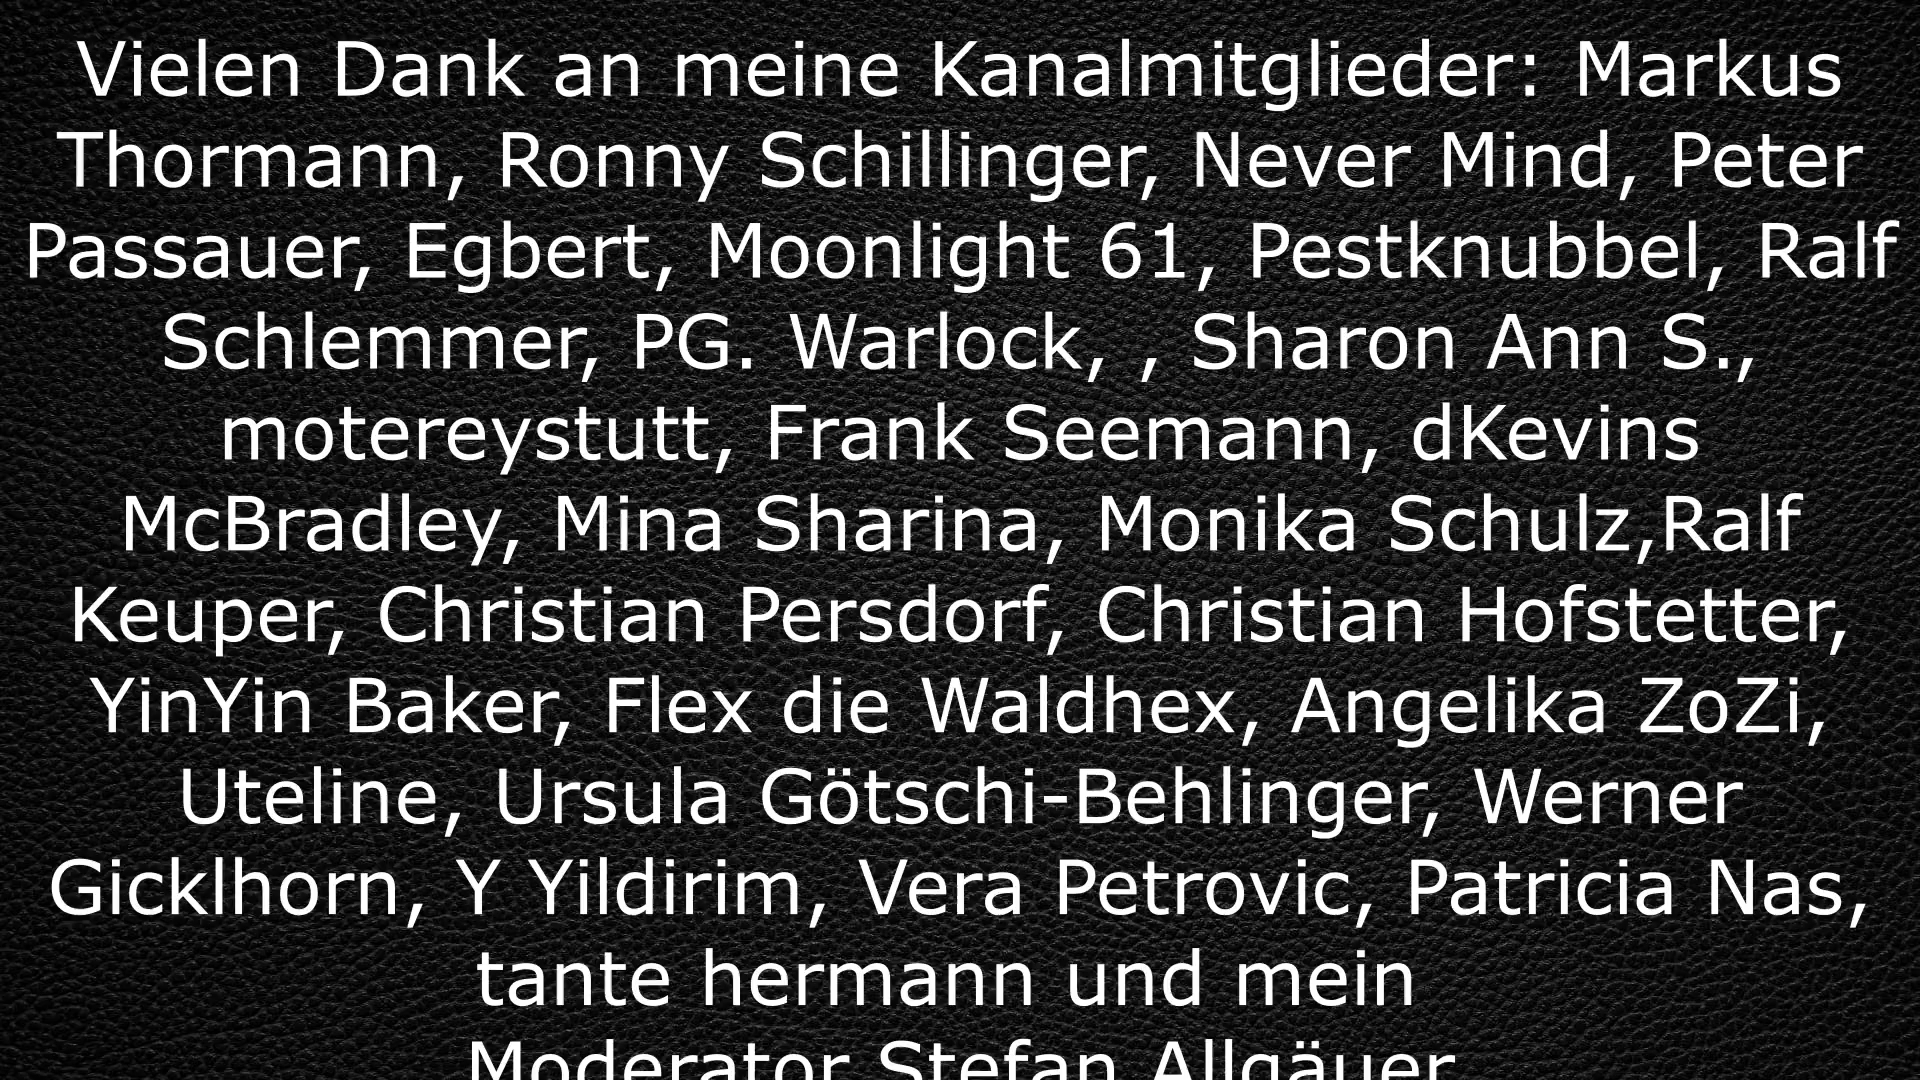 Vielen Dank an meine Kanalmitglieder: Markus
Thormann, Ronny Schillinger, Never Mind, Peter
Passauer, Egbert, Moonlight 61, Pestknubbel, Ralf
Schlemmer, PG. Warlock, , Sharon Ann S.,
motereystutt, Frank Seemann, dKevins
McBradley, Mina Sharina, Monika Schulz,Ralf
Keuper, Christian Persdorf, Christian Hofstetter,
YinYin Baker, Flex die Waldhex, Angelika ZoZi,
Uteline, Ursula Götschi-Behlinger, Werner
Gicklhorn, Y Yildirim, Vera Petrovic, Patricia Nas,
tante hermann und mein
Moderator Stefan Allgäuer